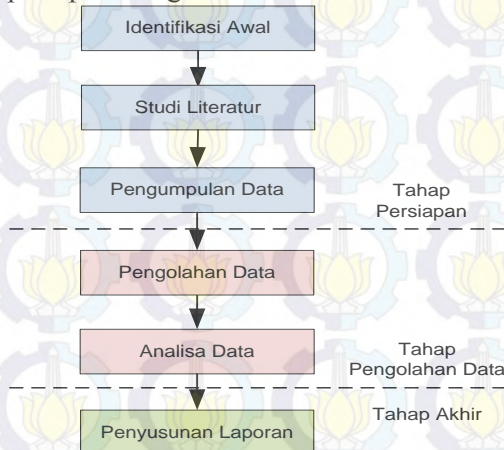 Identifikasi Awal
Studi Literatur
Pengumpulan Data
Tahap
Persiapan
Pengolahan Data
Analisa Data
Tahap
Pengolahan Data
Tahap Akhir
Penyusunan Laporan